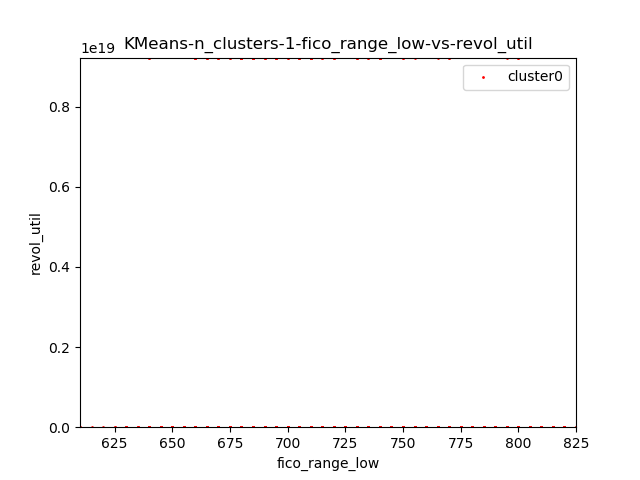 KMeans-n_clusters-1-fico_range_low-vs-revol_util
1e19
cluster0
0.8
0.6
0.4
0.2
0.0
revol_util
625 650 675 700 725 750 775 800 825
fico_range_low